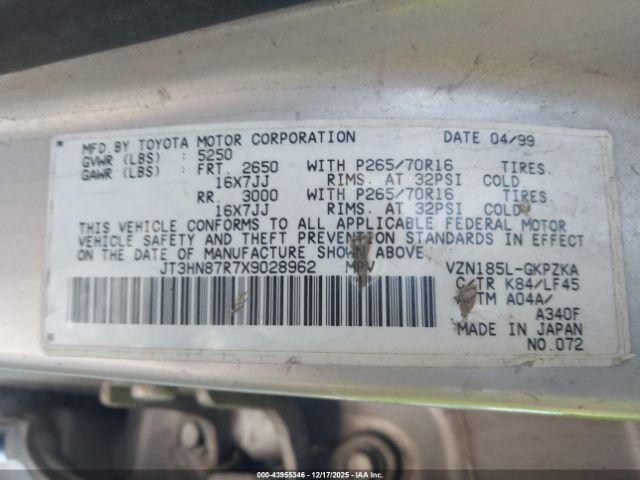 MFD. BY TOYOTA MOTOR CORPORATION DATE 04/99
GVWR (LBS) : 5250
GAWR (LBS) : FRT. 2650 WITH P265/70R16 TIRES.
16X7JJ RIMS. AT 32PSI COLD
RR. 3000 WITH P265/70R16 TIRES.
16X7JJ RIMS. AT 32PSI COLD
THIS VEHICLE CONFORMS TO ALL APPLICABLE FEDERAL MOTOR
VEHICLE SAFETY AND THEFT PREVENTION STANDARDS IN EFFECT
ON THE DATE OF MANUFACTURE SHOWN ABOVE.
JT3HN87R7X9028962 MPV VZN185L-GKPZKA
C/TR K84/LF45
TM A04A/
A340F
MADE IN JAPAN
NO.072
000-43955346 - 12/17/2025 - IAAI.CA